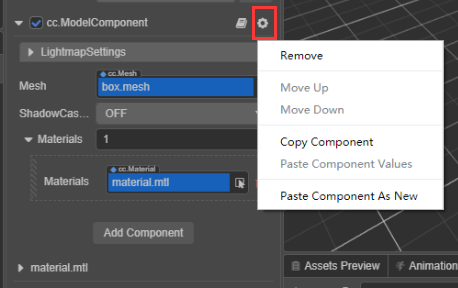 cc.ModelComponent
LightmapSettings
cc.Mesh
Mesh
box.mesh
ShadowCas...
OFF
Materials
1
cc.Material
Materials
material.mtl
Add Component
material.mtl
Remove
Move Up
Move Down
Copy Component
Paste Component Values
Paste Component As New
Assets Preview
Animation